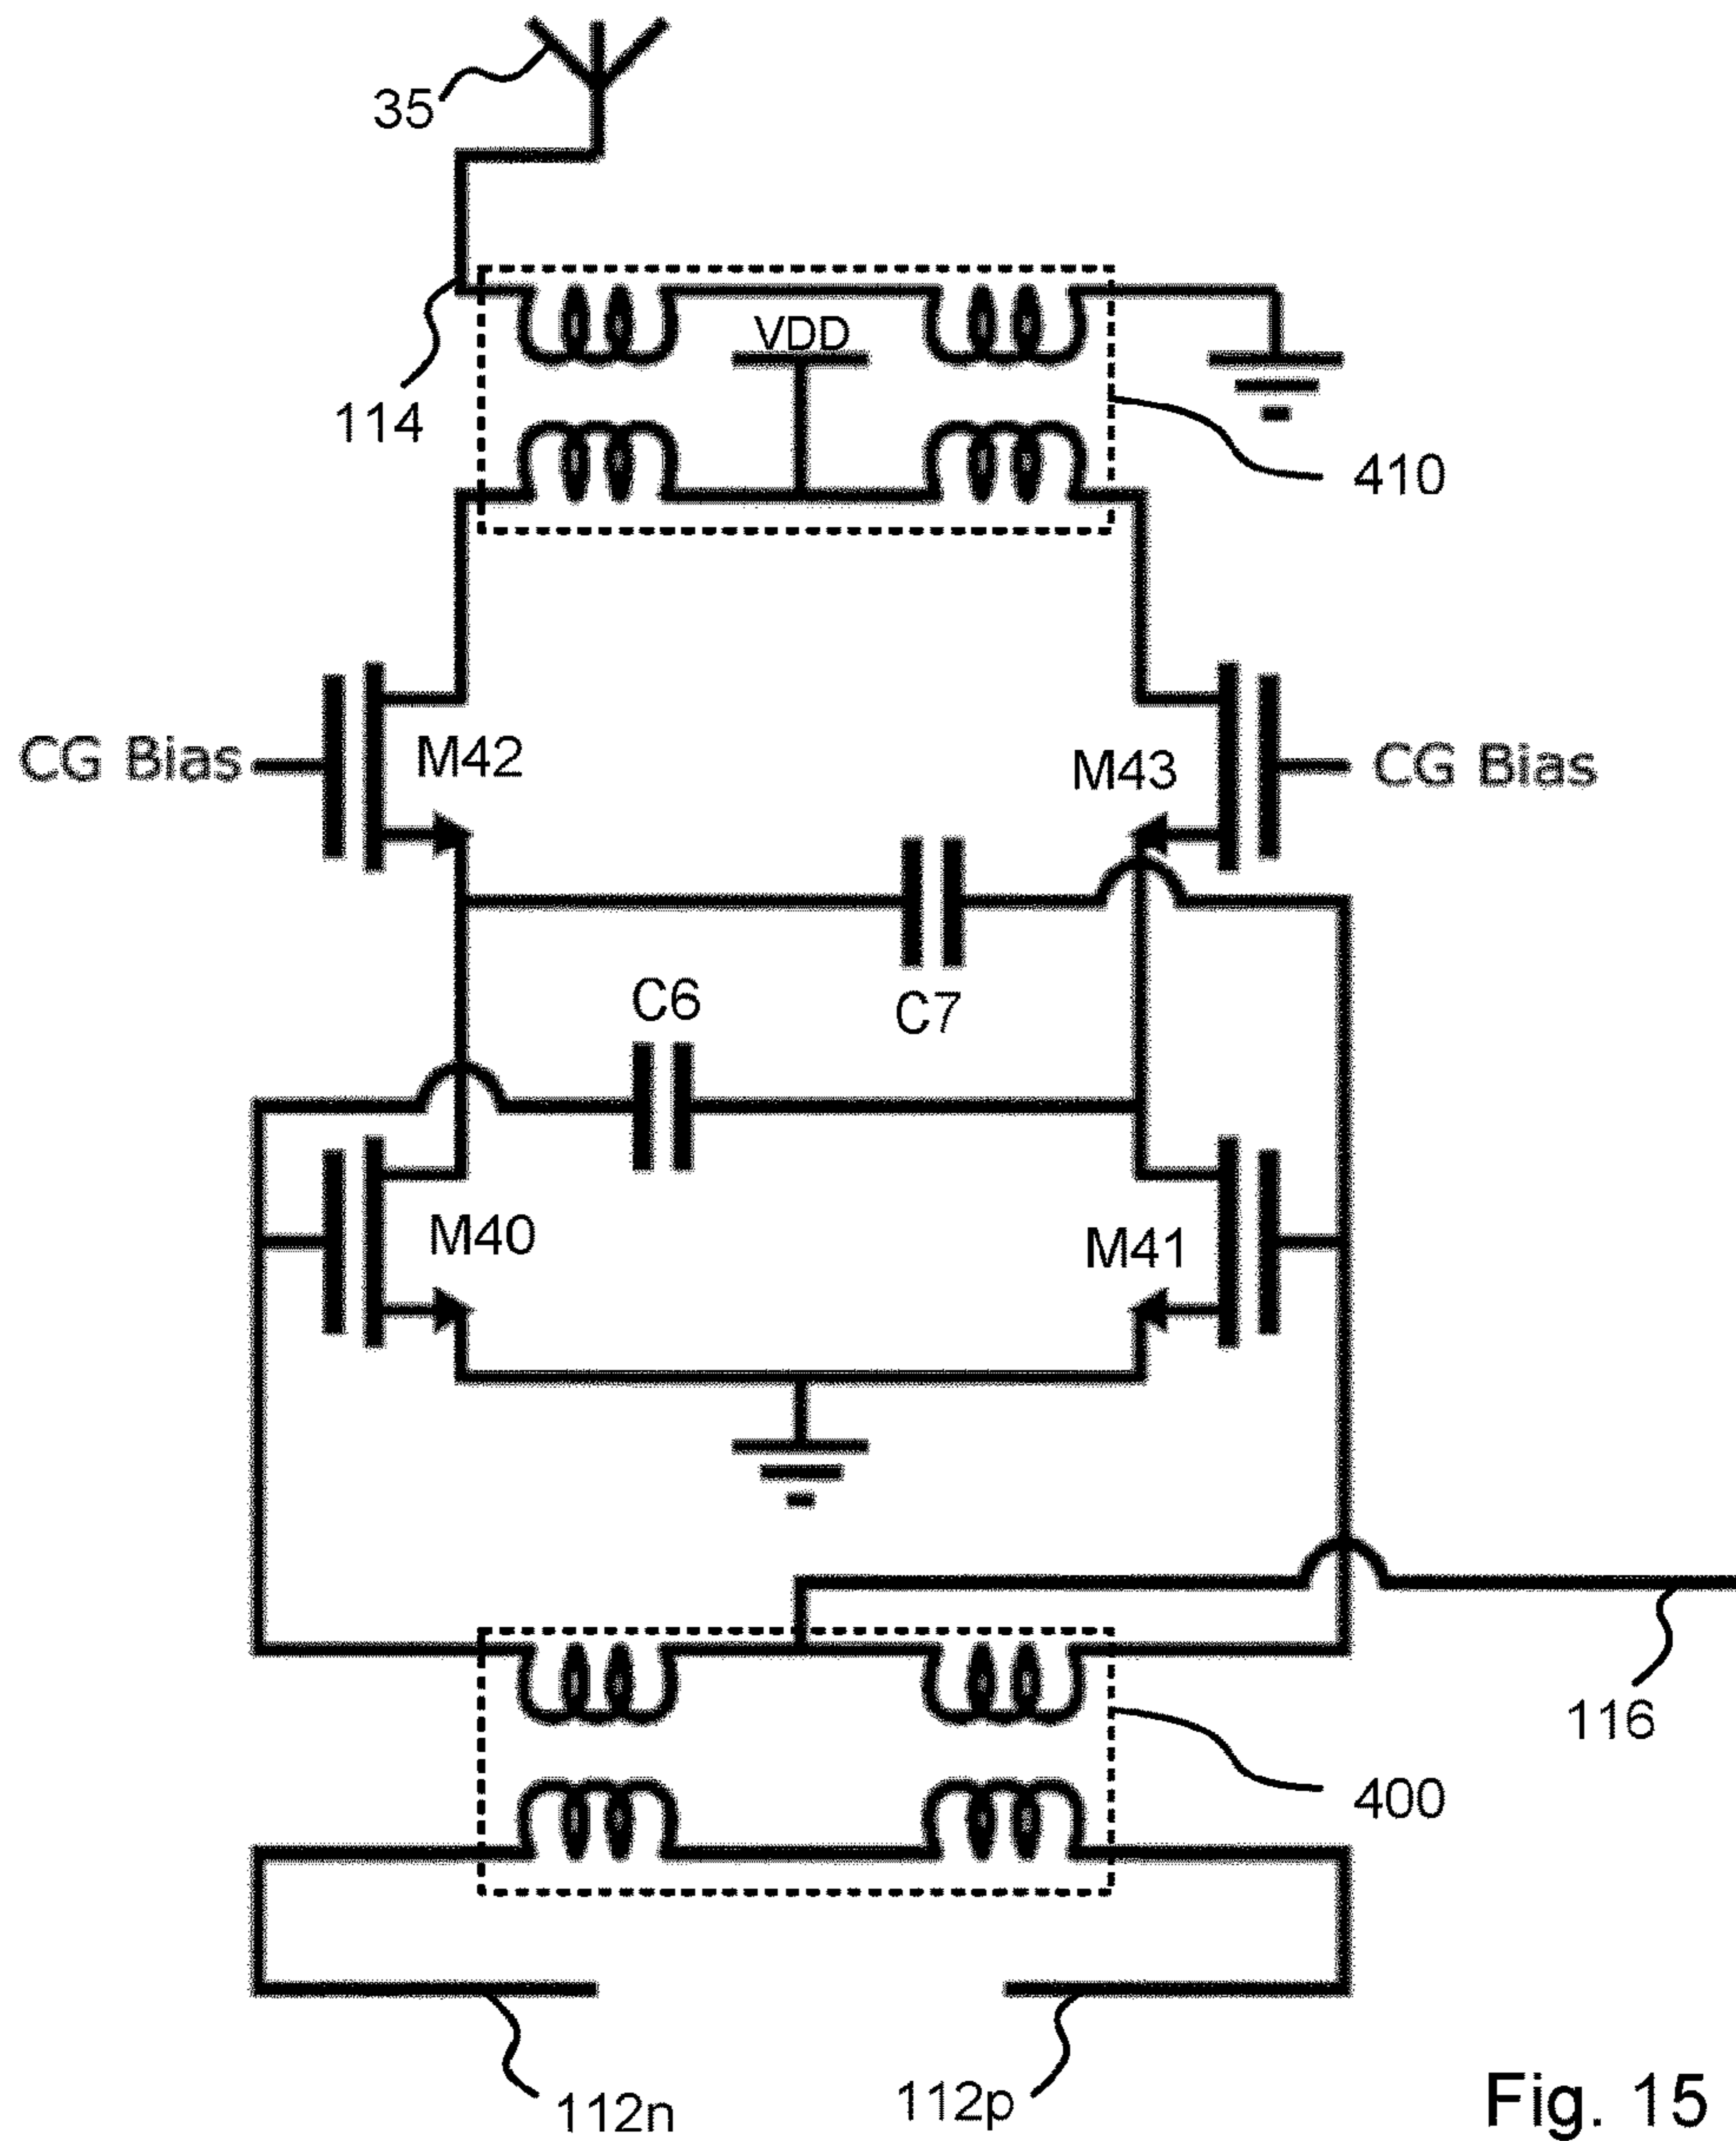 35
VDD
114
410
CG Bias
M42
M43
CG Bias
C6
C7
M40
M41
116
400
112n
112p
Fig. 15